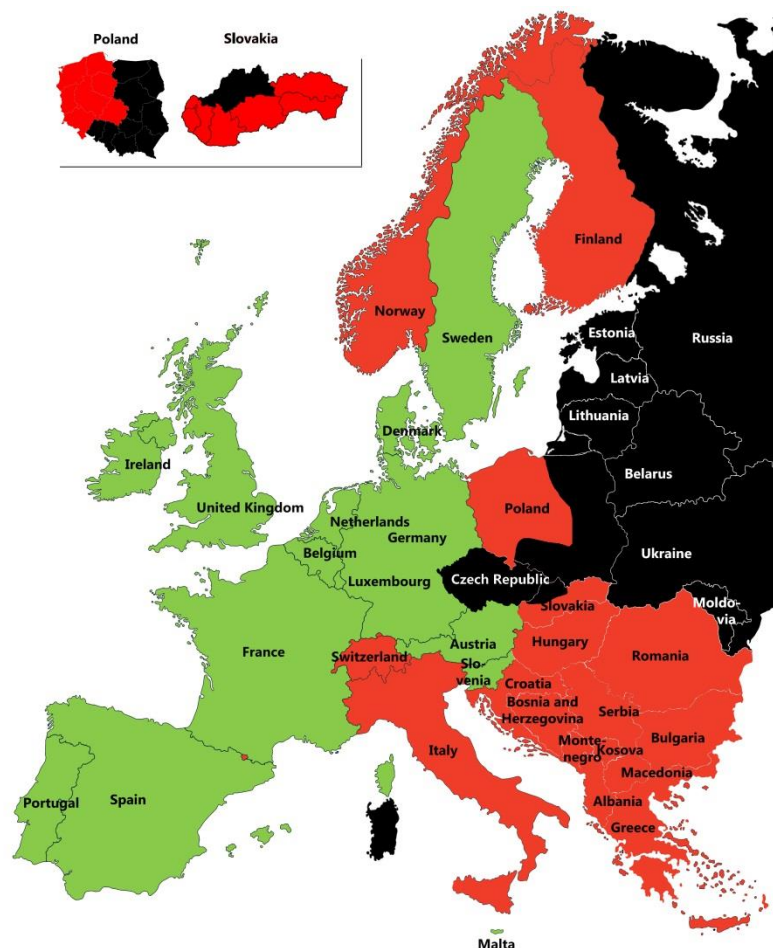 Poland
Slovakia
Finland
Norway
Sweden
Estonia
Russia
Latvia
Lithuania
Denmark
Ireland
Belarus
United Kingdom
Netherlands
Poland
Germany
Belgium
Ukraine
Luxembourg
Czech Republic
Moldo-
via
Slovakia
Austria
Hungary
France
Switzerland
Romania
Slo-
venia
Croatia
Bosnia and
Herzegovina
Serbia
Italy
Monte-
negro
Kosova
Bulgaria
Macedonia
Portugal
Spain
Albania
Greece
Malta